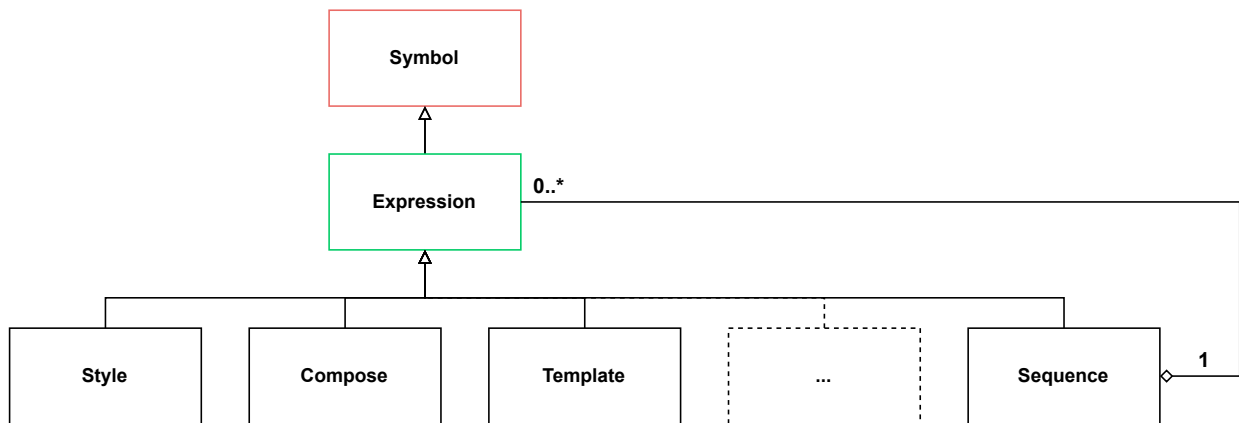 Symbol
Expression
0..*
Style
Compose
Template
...
Sequence
1